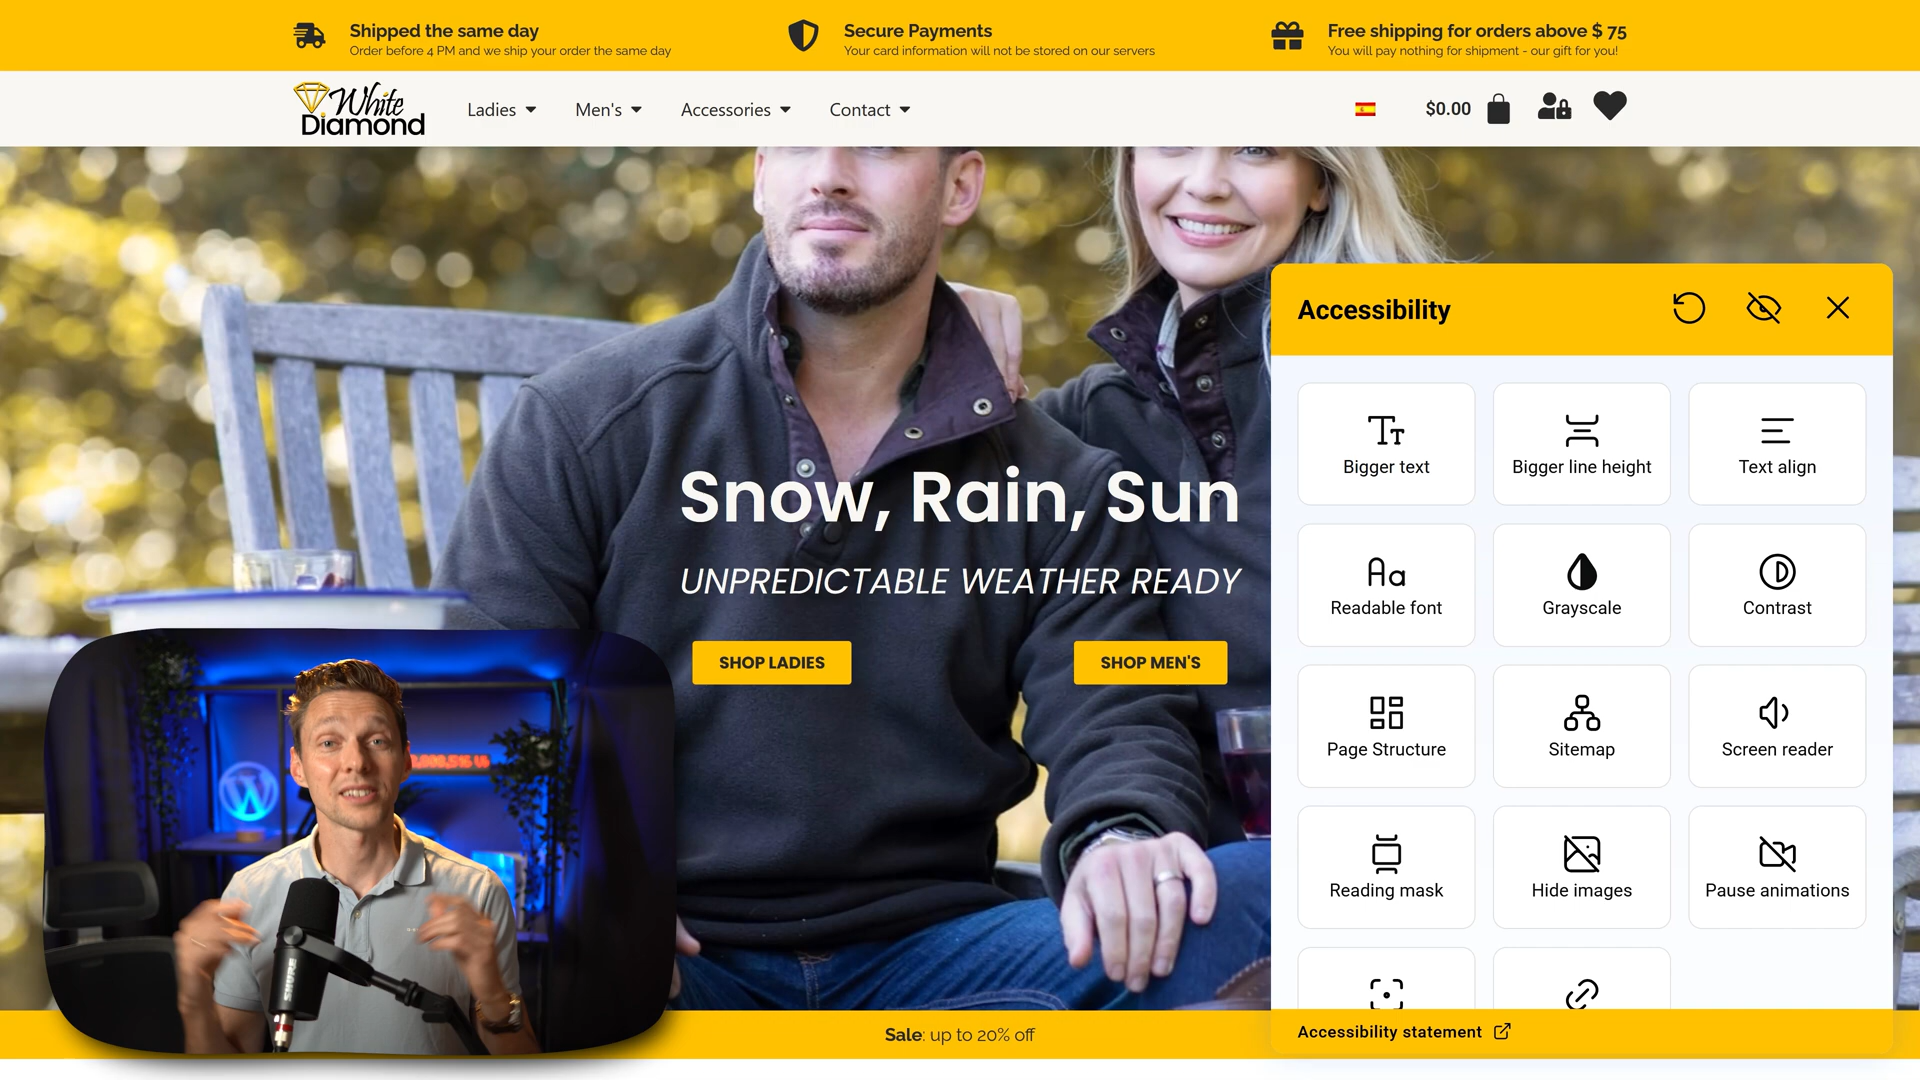 Shipped the same day
Order before 4 PM and we ship your order the same day
Secure Payments
Your card information will not be stored on our servers
Free shipping for orders above $ 75
You will pay nothing for shipment - our gift for you!
White
Diamond
Ladies
Men's
Accessories
Contact
$0.00
Snow, Rain, Sun
UNPREDICTABLE WEATHER READY
SHOP LADIES
SHOP MEN'S
Accessibility
Bigger text
Bigger line height
Text align
Readable font
Grayscale
Contrast
Page Structure
Sitemap
Screen reader
Reading mask
Hide images
Pause animations
Accessibility statement
SHURE
Sale: up to 20% off